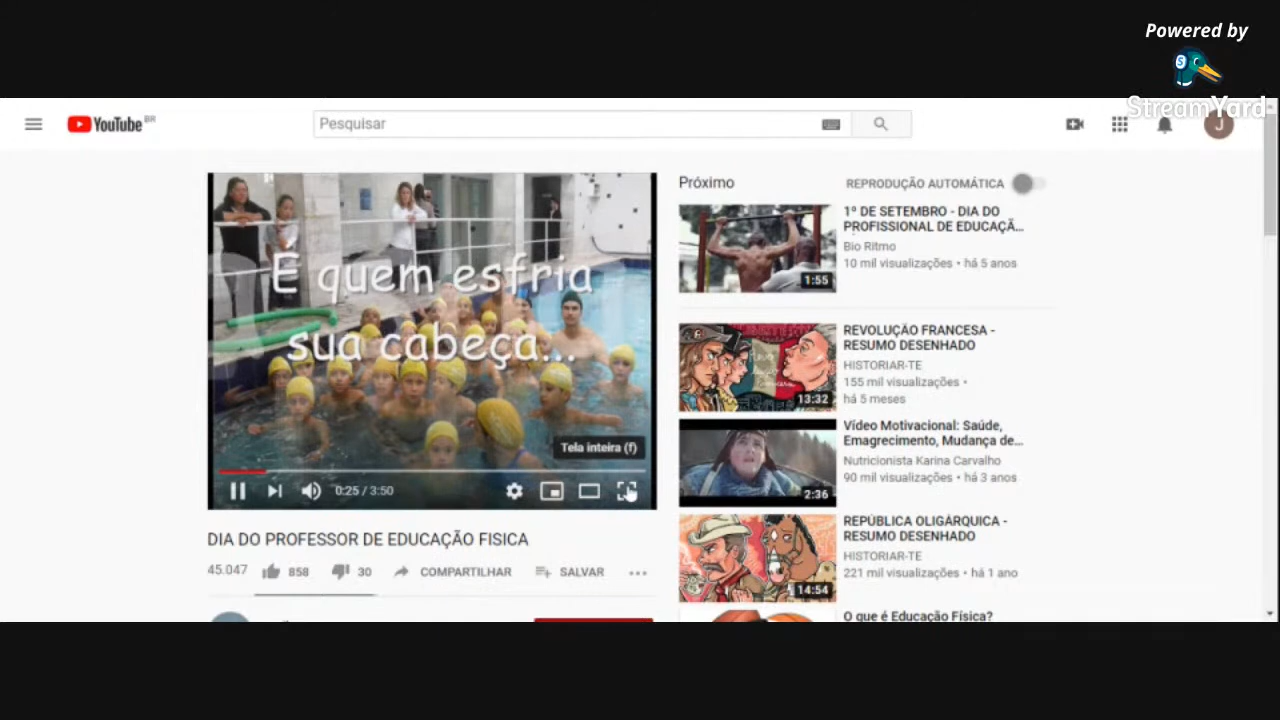 Powered by
StreamYard
YouTube BR
Pesquisar
J
E quem esfria
sua cabeça...
Tela inteira (f)
0:25 / 3:50
DIA DO PROFESSOR DE EDUCAÇÃO FISICA
45.047
858
30
COMPARTILHAR
SALVAR
Próximo
REPRODUÇÃO AUTOMÁTICA
1º DE SETEMBRO - DIA DO
PROFISSIONAL DE EDUCAÇÃ...
Bio Ritmo
10 mil visualizações • há 5 anos
1:55
REVOLUÇÃO FRANCESA -
RESUMO DESENHADO
HISTORIAR-TE
155 mil visualizações •
há 5 meses
13:32
Vídeo Motivacional: Saúde,
Emagrecimento, Mudança de...
Nutricionista Karina Carvalho
90 mil visualizações • há 3 anos
2:36
REPÚBLICA OLIGÁRQUICA -
RESUMO DESENHADO
HISTORIAR-TE
221 mil visualizações • há 1 ano
14:54
O que é Educação Física?